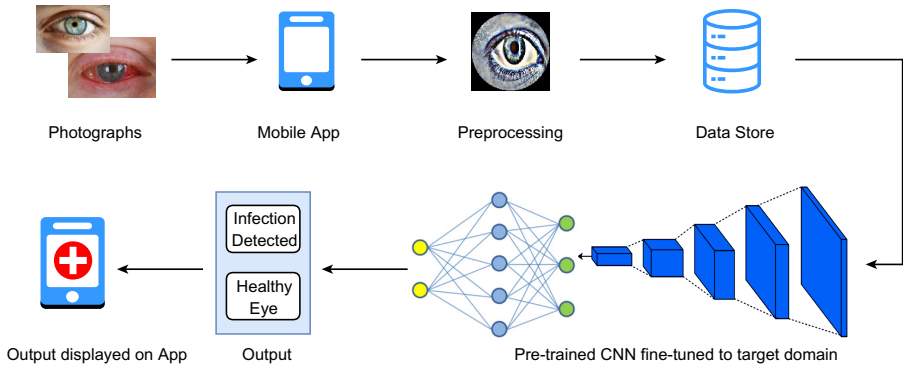 Photographs
Mobile App
Preprocessing
Data Store
Infection
Detected
Healthy
Eye
Output displayed on App
Output
Pre-trained CNN fine-tuned to target domain